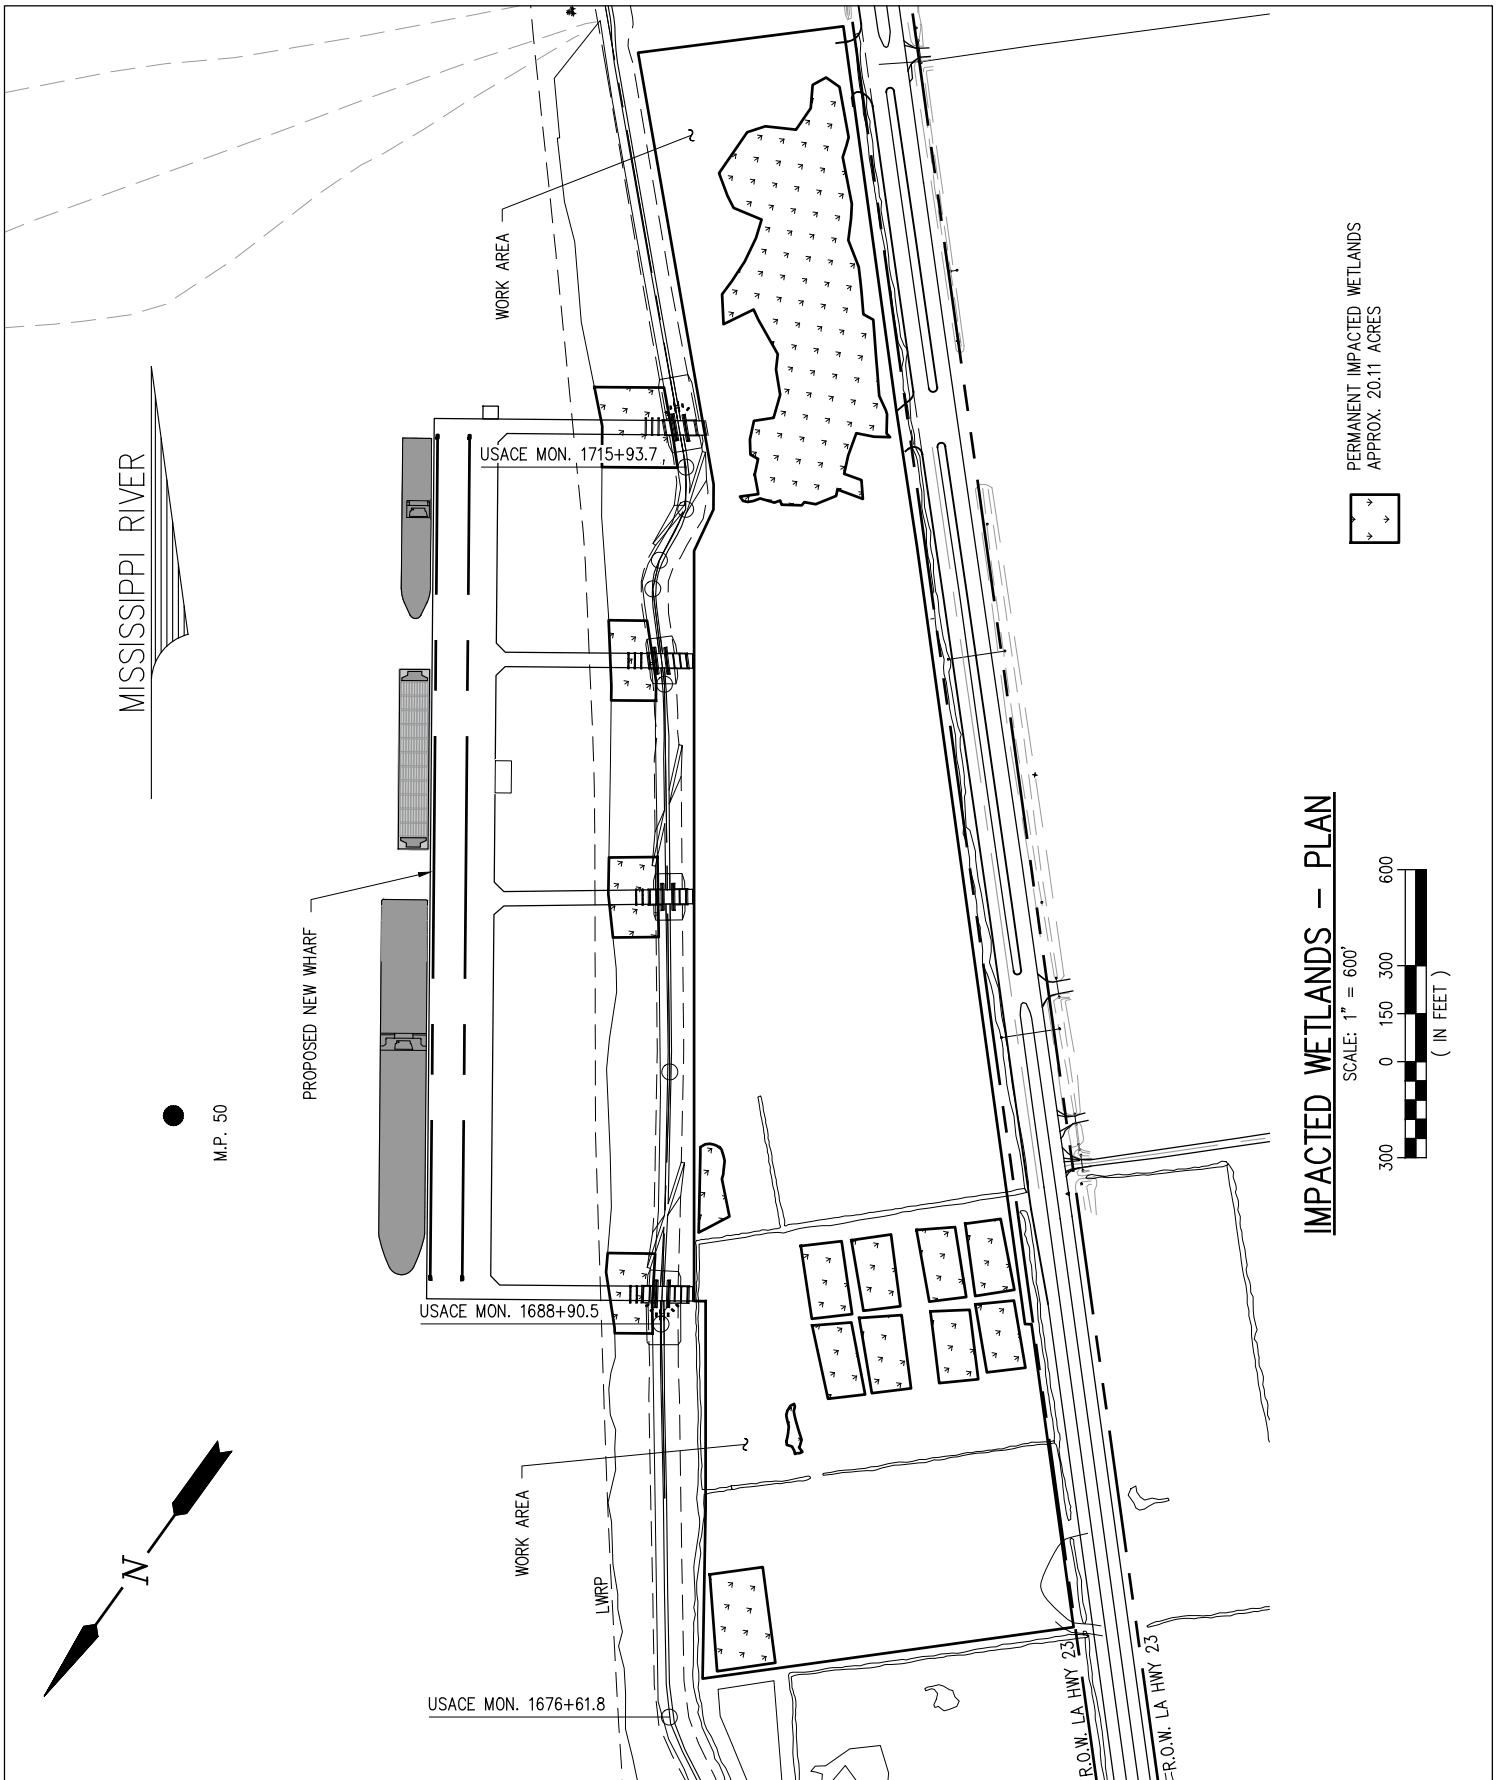 MISSISSIPPI RIVER
WORK AREA
USACE MON. 1715+93.7
PERMANENT IMPACTED WETLANDS
APPROX. 20.11 ACRES
PROPOSED NEW WHARF
M.P. 50
USACE MON. 1688+90.5
WORK AREA
LWRP
N
USACE MON. 1676+61.8
R.O.W. LA HWY 23
R.O.W. LA HWY 23
IMPACTED WETLANDS – PLAN
SCALE: 1" = 600'
300 0 150 300 600
( IN FEET )